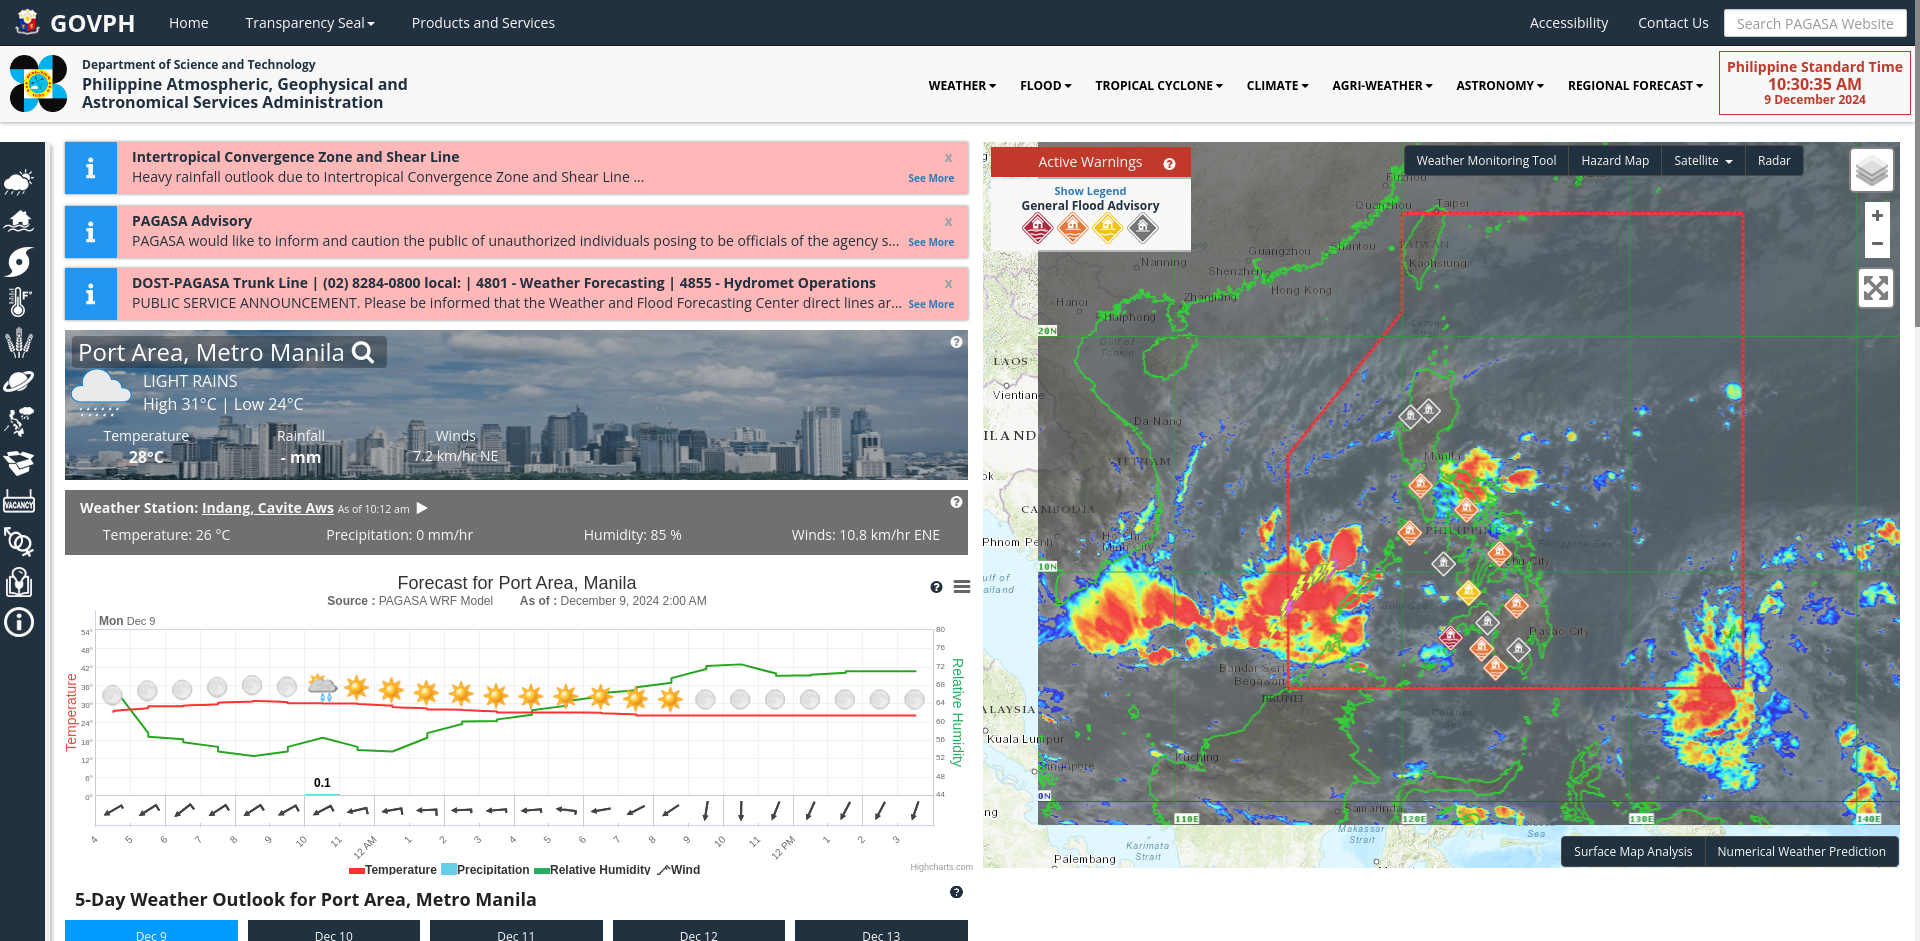 GOVPH
Home
Transparency Seal
Products and Services
Accessibility
Contact Us
Search PAGASA Website
Department of Science and Technology
Philippine Atmospheric, Geophysical and
Astronomical Services Administration
WEATHER
FLOOD
TROPICAL CYCLONE
CLIMATE
AGRI-WEATHER
ASTRONOMY
REGIONAL FORECAST
Philippine Standard Time
10:30:35 AM
9 December 2024
Intertropical Convergence Zone and Shear Line
x
Heavy rainfall outlook due to Intertropical Convergence Zone and Shear Line ...
See More
PAGASA Advisory
x
PAGASA would like to inform and caution the public of unauthorized individuals posing to be officials of the agency s...
See More
DOST-PAGASA Trunk Line | (02) 8284-0800 local: | 4801 - Weather Forecasting | 4855 - Hydromet Operations
x
PUBLIC SERVICE ANNOUNCEMENT. Please be informed that the Weather and Flood Forecasting Center direct lines ar...
See More
Port Area, Metro Manila
LIGHT RAINS
High 31°C | Low 24°C
Temperature
28°C
Rainfall
- mm
Winds
7.2 km/hr NE
Weather Station: Indang, Cavite Aws As of 10:12 am
Temperature: 26 °C
Precipitation: 0 mm/hr
Humidity: 85 %
Winds: 10.8 km/hr ENE
Forecast for Port Area, Manila
Source : PAGASA WRF Model As of : December 9, 2024 2:00 AM
Mon Dec 9
Temperature
54°
48°
42°
36°
30°
24°
18°
12°
6°
0°
80
76
72
68
64
60
56
52
48
44
Relative Humidity
0.1
4
5
6
7
8
9
10
11
12 AM
1
2
3
4
5
6
7
8
9
10
11
12 PM
1
2
3
Temperature
Precipitation
Relative Humidity
Wind
Highcharts.com
5-Day Weather Outlook for Port Area, Metro Manila
Dec 9
Dec 10
Dec 11
Dec 12
Dec 13
VACANCY
Active Warnings
Show Legend
General Flood Advisory
Weather Monitoring Tool
Hazard Map
Satellite
Radar
+
−
Fuzhou
Quanzhou
Taipei
Guangzhou
Shantou
TAIWAN
Nanning
Shenzhen
Kaohsiung
Hong Kong
Hanoi
Zhanjiang
Haiphong
20N
Luzon
Strait
Gulf of
Tonkin
LAOS
Vientiane
Da Nang
ILAND
Manila
VIETNAM
ok
CAMBODIA
PHILIPPINE
Phnom Penh
Ho Chi
Minh City
Philippine Sea
ebu City
10N
ulf of
ailand
Sulu Sea
Davao City
Bandar Seri
Begawan
BRUNEI
ALAYSIA
Celebes
Sea
Kuala Lumpur
Kuching
Singapore
0N
Samarinda
110E
120E
130E
140E
ng
Makassar
Strait
Sea
Karimata
Strait
Palembang
Surface Map Analysis
Numerical Weather Prediction